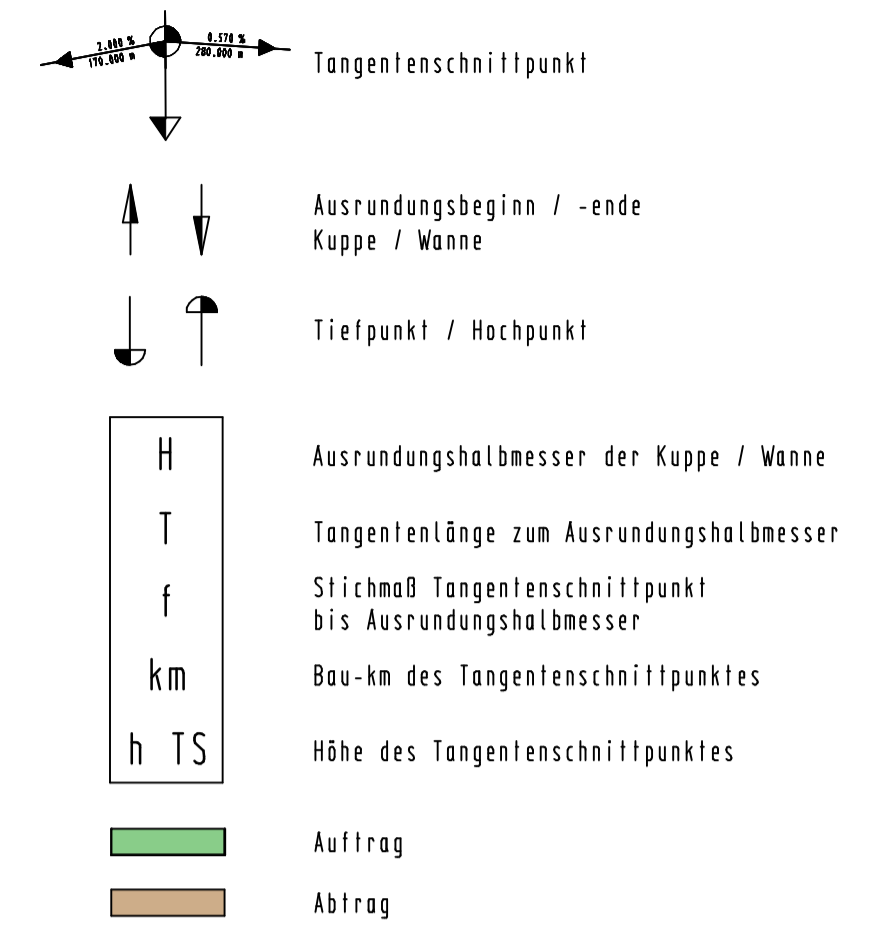 2.000 %
170.000 m
0.570 %
280.000 m
Tangentenschnittpunkt
Ausrundungsbeginn / -ende
Kuppe / Wanne
Tiefpunkt / Hochpunkt
H
Ausrundungshalbmesser der Kuppe / Wanne
T
Tangentenlänge zum Ausrundungshalbmesser
f
Stichmaß Tangentenschnittpunkt
bis Ausrundungshalbmesser
km
Bau-km des Tangentenschnittpunktes
h TS
Höhe des Tangentenschnittpunktes
Auftrag
Abtrag